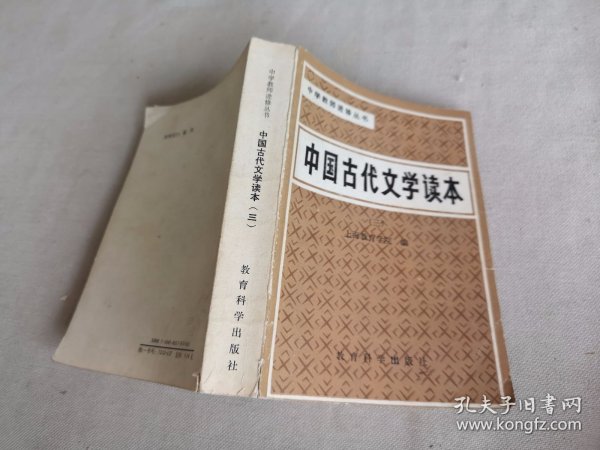 中学教师进修丛书
中国古代文学读本
(三)
上海教育学院 编
教育科学出版社
中学教师进修丛书
中国古代文学读本(三)
教育科学出版社
孔夫子旧书网
www.kongfz.com